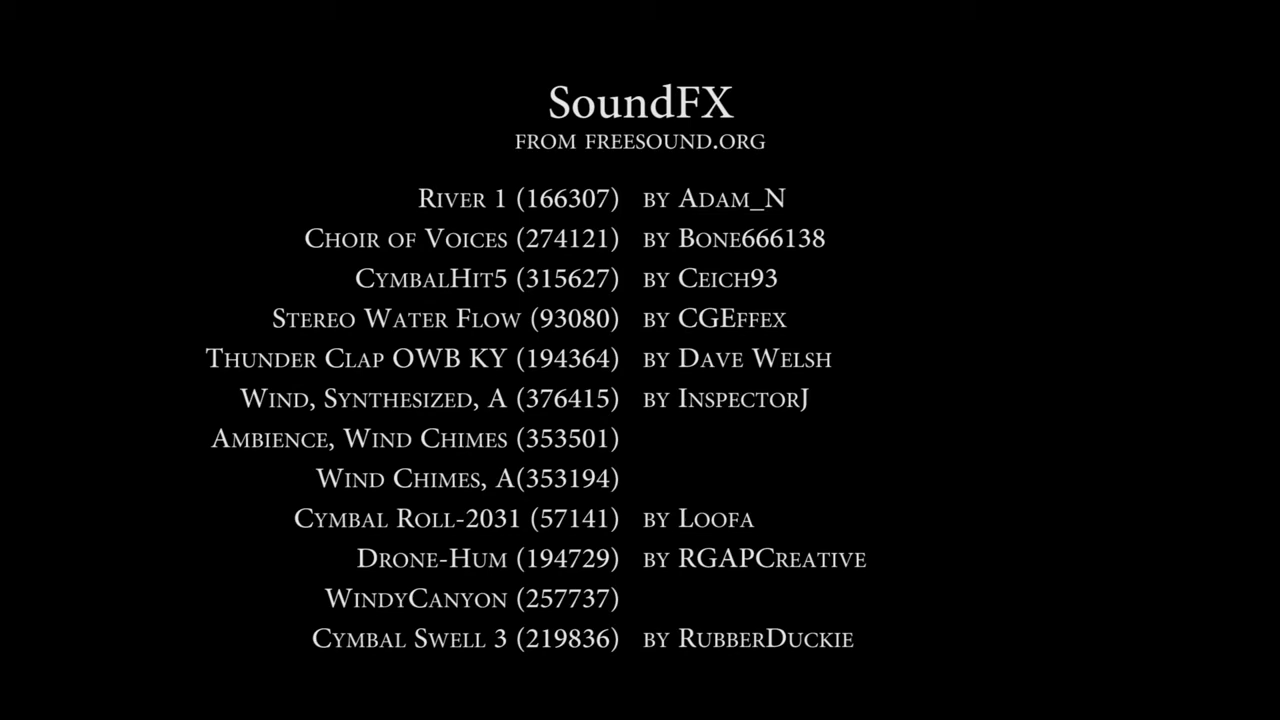 SoundFX
from freesound.org
River 1 (166307) by Adam_N
Choir of Voices (274121) by Bone666138
CymbalHit5 (315627) by Ceich93
Stereo Water Flow (93080) by CGEffex
Thunder Clap OWB KY (194364) by Dave Welsh
Wind, Synthesized, A (376415) by InspectorJ
Ambience, Wind Chimes (353501)
Wind Chimes, A(353194)
Cymbal Roll-2031 (57141) by Loofa
Drone-Hum (194729) by RGAPCreative
WindyCanyon (257737)
Cymbal Swell 3 (219836) by RubberDuckie